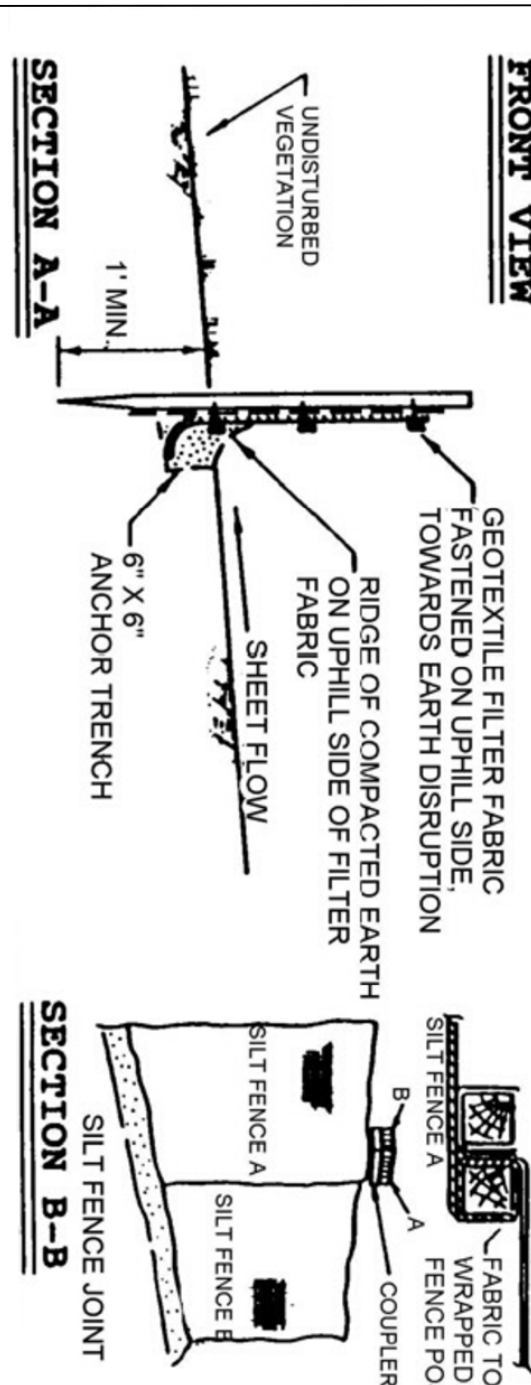 FRONT VIEW
GEOTEXTILE FILTER FABRIC
FASTENED ON UPHILL SIDE,
TOWARDS EARTH DISRUPTION
RIDGE OF COMPACTED EARTH
ON UPHILL SIDE OF FILTER
FABRIC
UNDISTURBED
VEGETATION
SHEET FLOW
1' MIN.
6" X 6"
ANCHOR TRENCH
SECTION A-A
FABRIC TO
WRAPPED
FENCE PO
SILT FENCE A
B
A
COUPLER
SILT FENCE A
SILT FENCE B
SILT FENCE JOINT
SECTION B-B